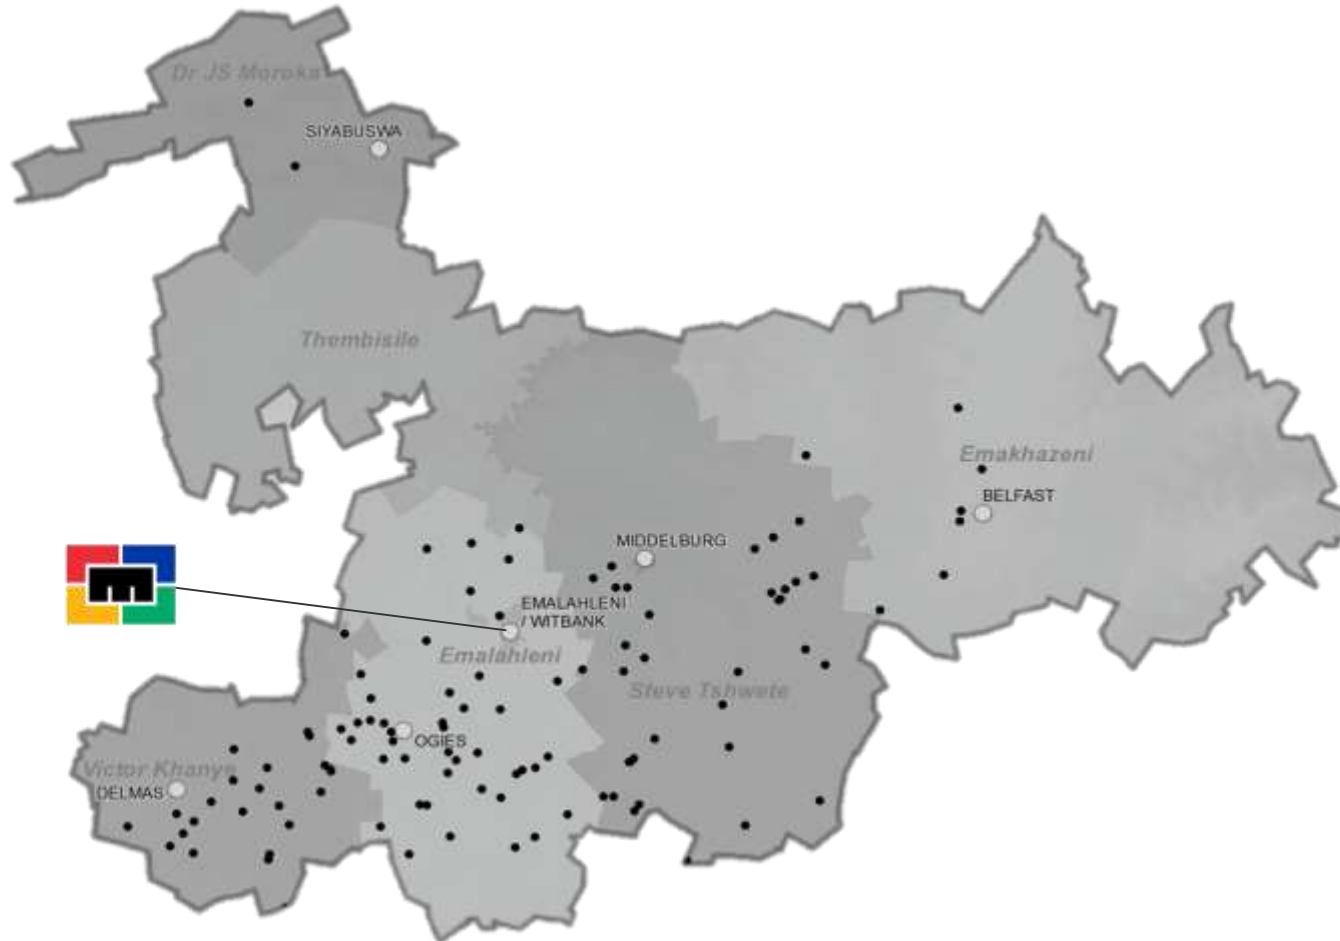 Dr JS Moroka
SIYABUSWA
Thembisile
Emakhazeni
BELFAST
MIDDELBURG
EMALAHLENI
/ WITBANK
Emalahleni
Steve Tshwete
OGIES
Victor Khanye
DELMAS